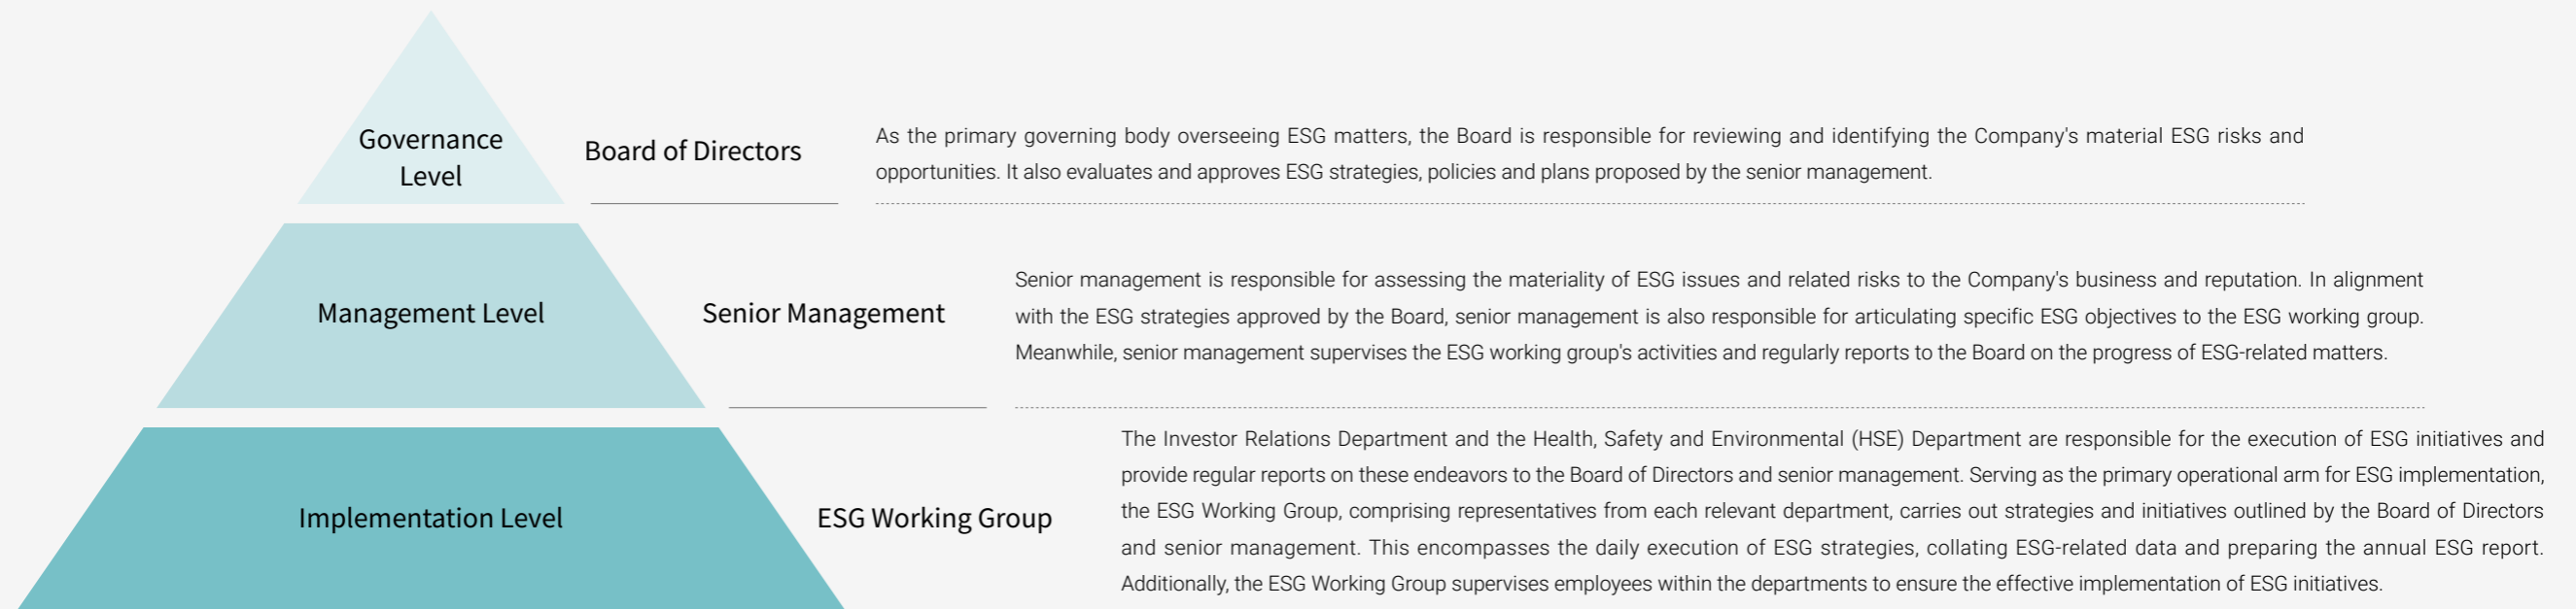 Governance
Level
Board of Directors
As the primary governing body overseeing ESG matters, the Board is responsible for reviewing and identifying the Company's material ESG risks and
opportunities. It also evaluates and approves ESG strategies, policies and plans proposed by the senior management.
Management Level
Senior Management
Senior management is responsible for assessing the materiality of ESG issues and related risks to the Company's business and reputation. In alignment
with the ESG strategies approved by the Board, senior management is also responsible for articulating specific ESG objectives to the ESG working group.
Meanwhile, senior management supervises the ESG working group's activities and regularly reports to the Board on the progress of ESG-related matters.
Implementation Level
ESG Working Group
The Investor Relations Department and the Health, Safety and Environmental (HSE) Department are responsible for the execution of ESG initiatives and
provide regular reports on these endeavors to the Board of Directors and senior management. Serving as the primary operational arm for ESG implementation,
the ESG Working Group, comprising representatives from each relevant department, carries out strategies and initiatives outlined by the Board of Directors
and senior management. This encompasses the daily execution of ESG strategies, collating ESG-related data and preparing the annual ESG report.
Additionally, the ESG Working Group supervises employees within the departments to ensure the effective implementation of ESG initiatives.